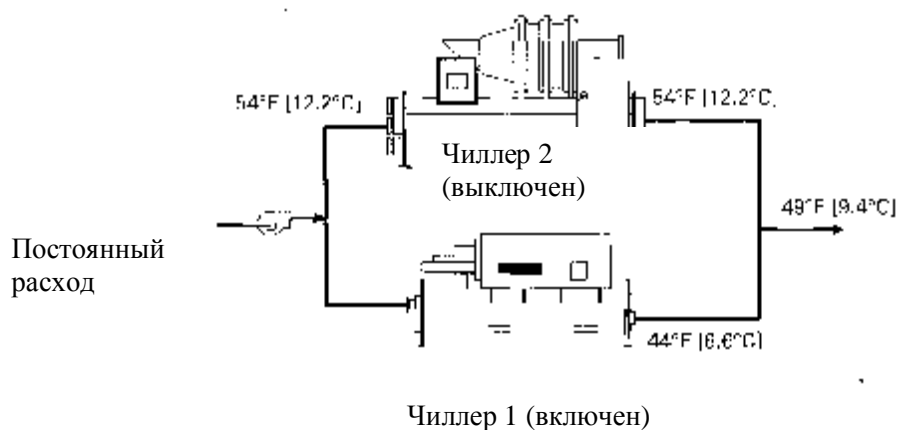 54°F [12.2°C]
54°F [12.2°C]
Чиллер 2
(выключен)
49°F [9.4°C]
Постоянный
расход
44°F [6.6°C]
Чиллер 1 (включен)